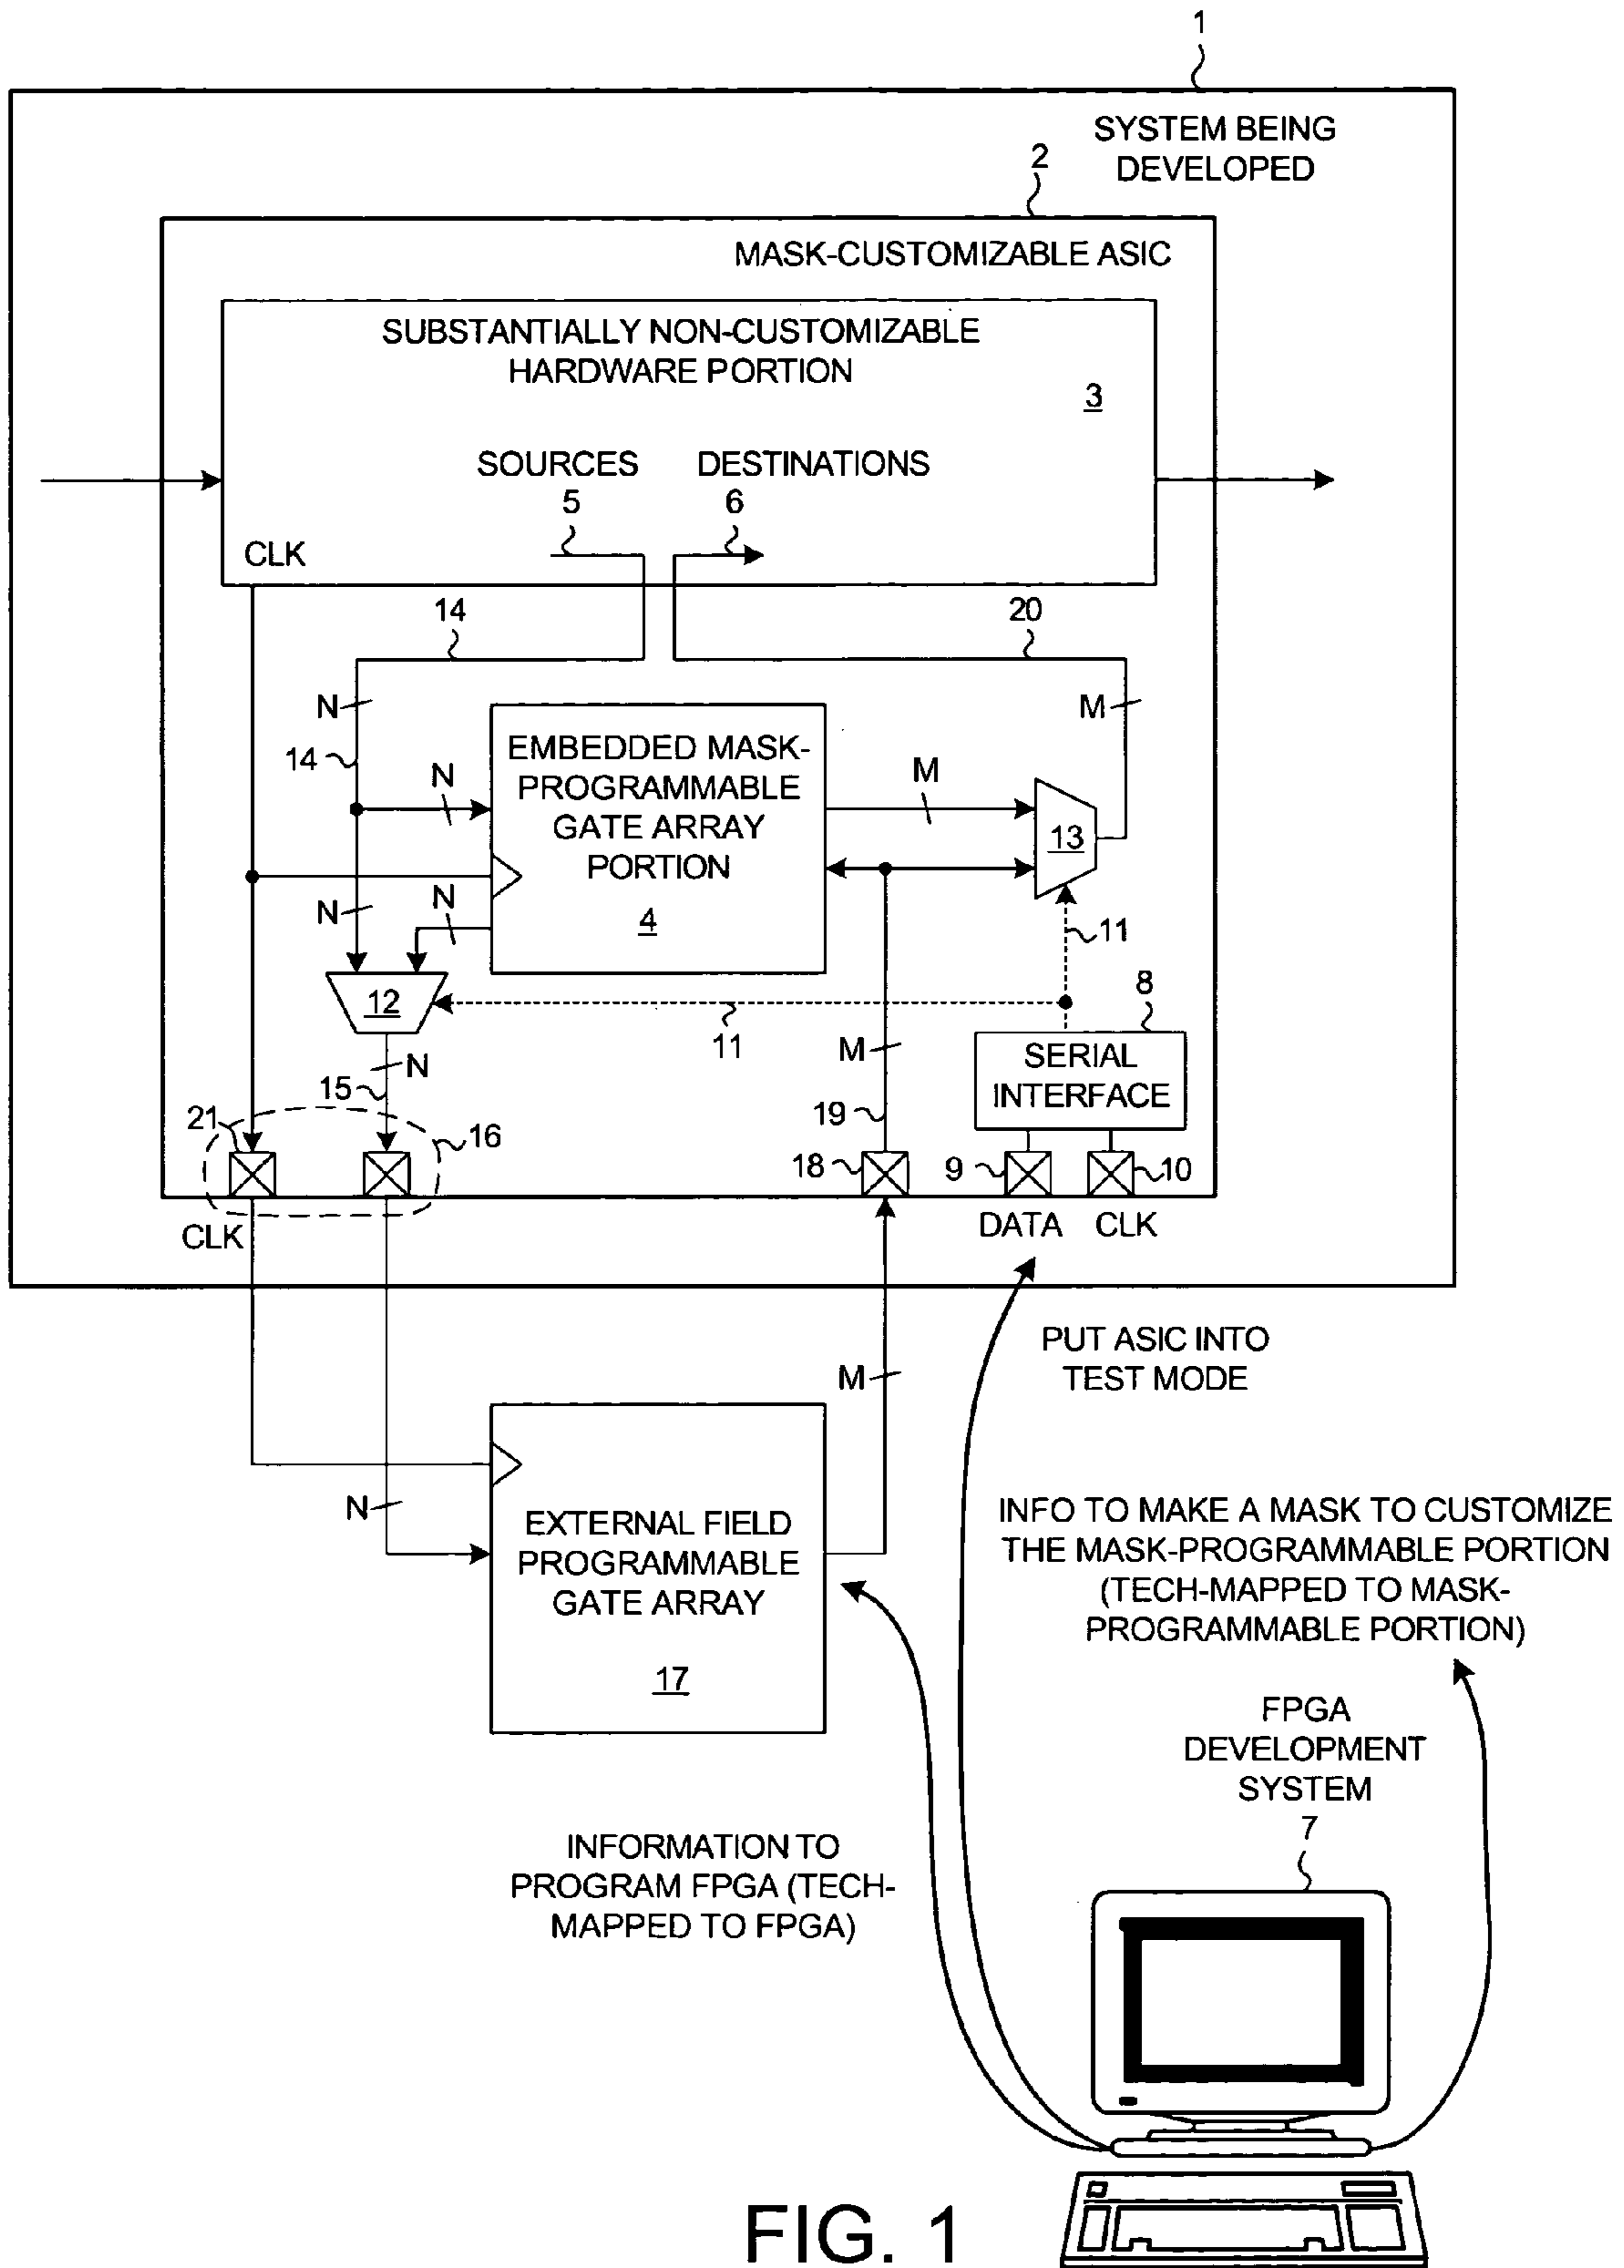 1
SYSTEM BEING
DEVELOPED
2
MASK-CUSTOMIZABLE ASIC
SUBSTANTIALLY NON-CUSTOMIZABLE
HARDWARE PORTION
3
SOURCES
DESTINATIONS
5
6
CLK
14
20
N
M
14
N
EMBEDDED MASK-
PROGRAMMABLE
GATE ARRAY
PORTION
4
M
13
N
N
11
12
11
8
SERIAL
INTERFACE
N
15
M
19
21
16
18
9
10
CLK
DATA
CLK
PUT ASIC INTO
TEST MODE
M
N
EXTERNAL FIELD
PROGRAMMABLE
GATE ARRAY
17
INFO TO MAKE A MASK TO CUSTOMIZE
THE MASK-PROGRAMMABLE PORTION
(TECH-MAPPED TO MASK-
PROGRAMMABLE PORTION)
FPGA
DEVELOPMENT
SYSTEM
7
INFORMATION TO
PROGRAM FPGA (TECH-
MAPPED TO FPGA)
FIG. 1